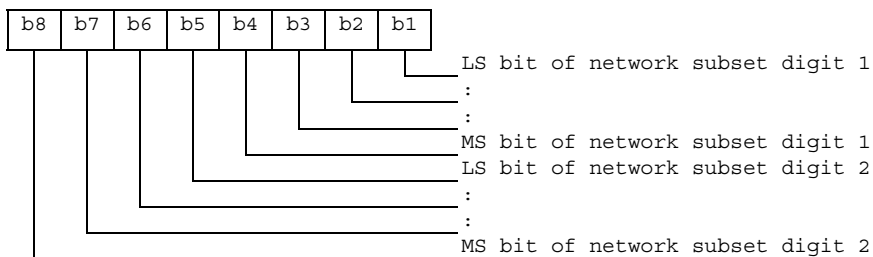 b8 b7 b6 b5 b4 b3 b2 b1
LS bit of network subset digit 1
:
:
MS bit of network subset digit 1
LS bit of network subset digit 2
:
:
MS bit of network subset digit 2